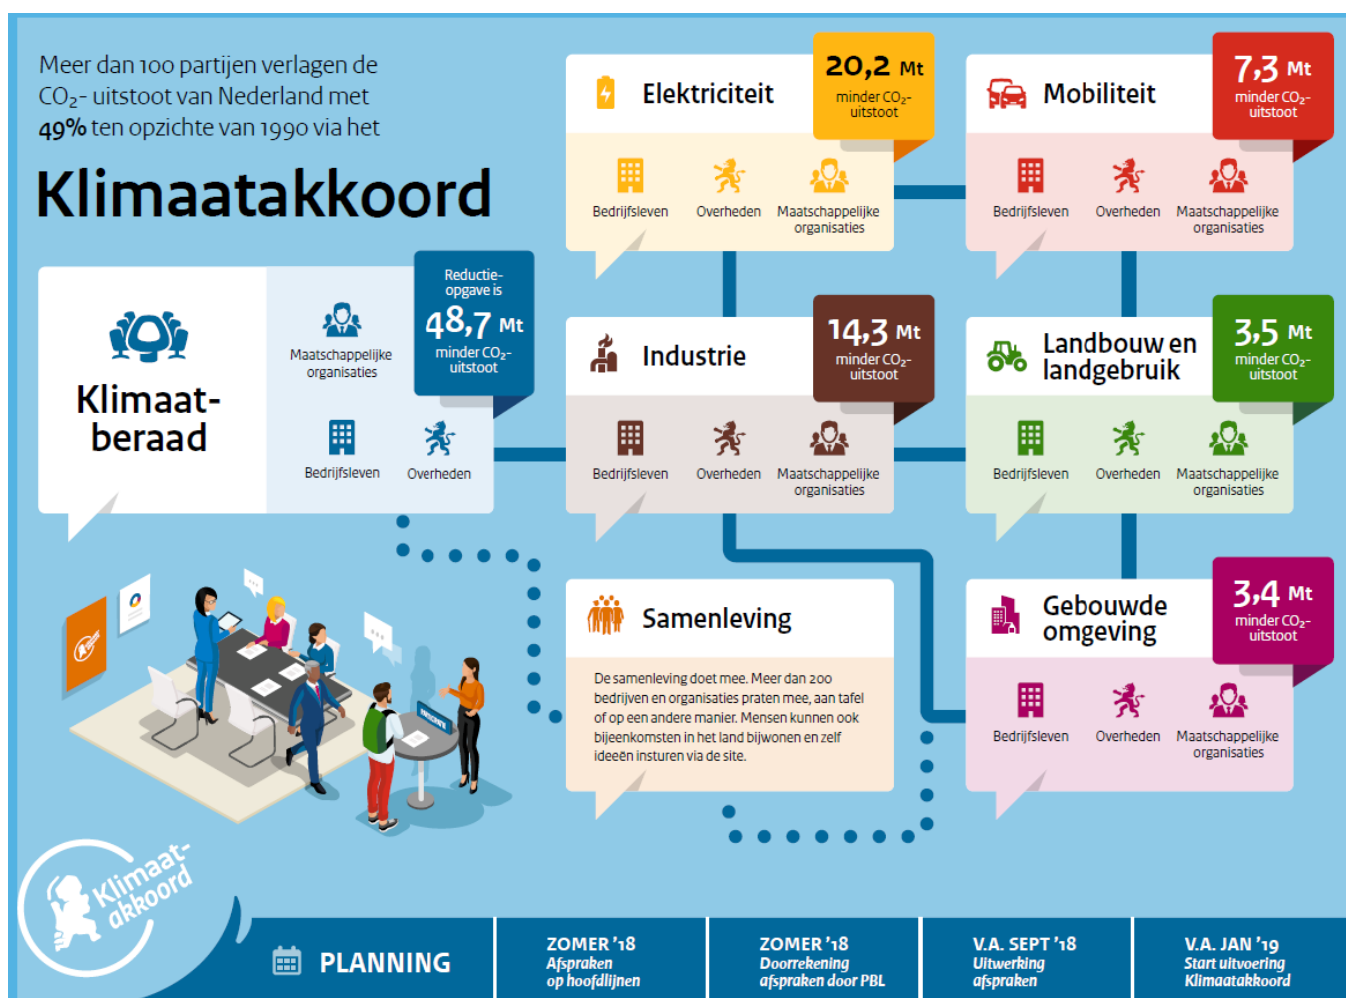 Meer dan 100 partijen verlagen de
CO₂- uitstoot van Nederland met
49% ten opzichte van 1990 via het
Klimaatakkoord
Klimaat-
beraad
Maatschappelijke
organisaties
Bedrijfsleven
Overheden
Reductie-
opgave is
48,7 Mt
minder CO₂-
uitstoot
Elektriciteit
20,2 Mt
minder CO₂-
uitstoot
Bedrijfsleven
Overheden
Maatschappelijke
organisaties
Mobiliteit
7,3 Mt
minder CO₂-
uitstoot
Bedrijfsleven
Overheden
Maatschappelijke
organisaties
Industrie
14,3 Mt
minder CO₂-
uitstoot
Bedrijfsleven
Overheden
Maatschappelijke
organisaties
Landbouw en
landgebruik
3,5 Mt
minder CO₂-
uitstoot
Bedrijfsleven
Overheden
Maatschappelijke
organisaties
Samenleving
De samenleving doet mee. Meer dan 200
bedrijven en organisaties praten mee, aan tafel
of op een andere manier. Mensen kunnen ook
bijeenkomsten in het land bijwonen en zelf
ideeën insturen via de site.
Gebouwde
omgeving
3,4 Mt
minder CO₂-
uitstoot
Bedrijfsleven
Overheden
Maatschappelijke
organisaties
Klimaat-
akkoord
PLANNING
ZOMER '18
Afspraken
op hoofdlijnen
ZOMER '18
Doorrekening
afspraken door PBL
V.A. SEPT '18
Uitwerking
afspraken
V.A. JAN '19
Start uitvoering
Klimaatakkoord